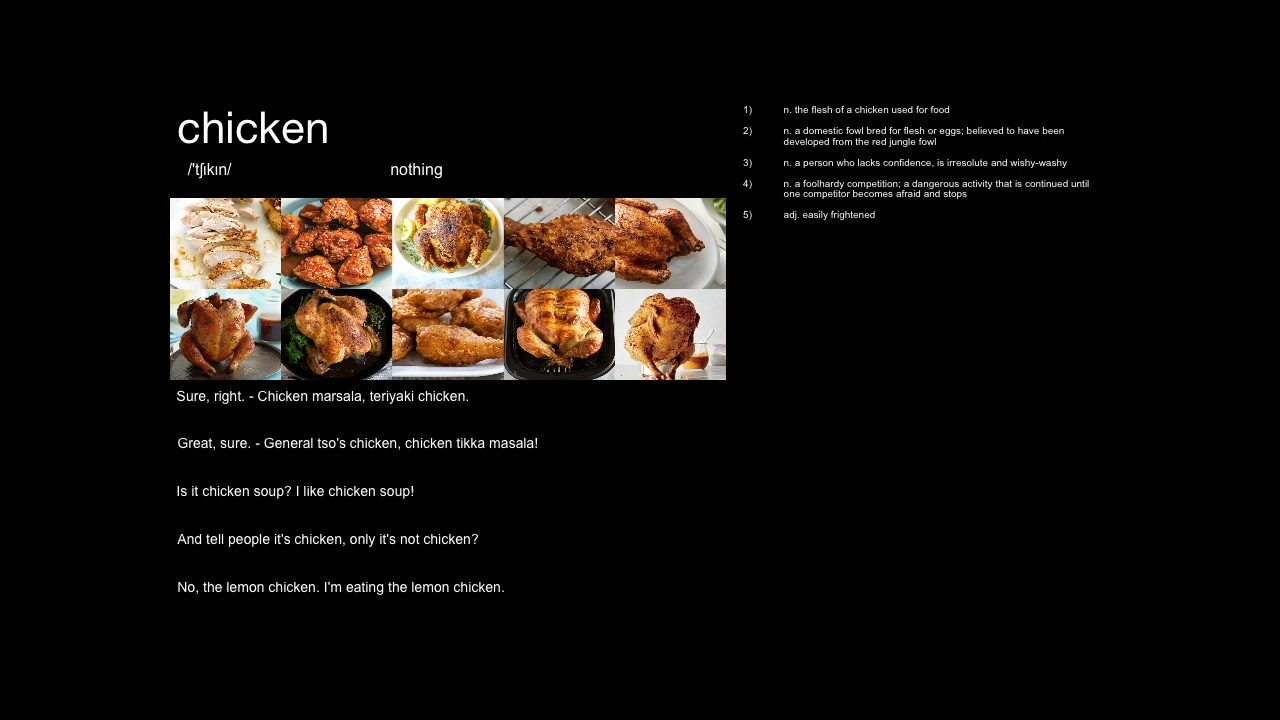 chicken
/'tʃɪkɪn/
nothing
Sure, right. - Chicken marsala, teriyaki chicken.
Great, sure. - General tso's chicken, chicken tikka masala!
Is it chicken soup? I like chicken soup!
And tell people it's chicken, only it's not chicken?
No, the lemon chicken. I'm eating the lemon chicken.
1) n. the flesh of a chicken used for food
2) n. a domestic fowl bred for flesh or eggs; believed to have been
developed from the red jungle fowl
3) n. a person who lacks confidence, is irresolute and wishy-washy
4) n. a foolhardy competition; a dangerous activity that is continued until
one competitor becomes afraid and stops
5) adj. easily frightened